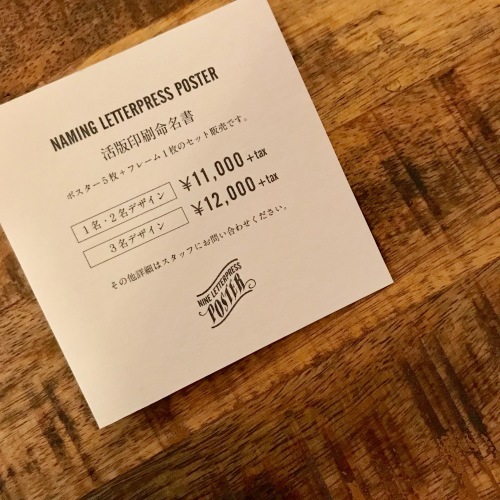 NAMING LETTERPRESS POSTER
活版印刷命名書
ポスター5枚+フレーム1枚のセット販売です。
1名・2名デザイン ¥11,000+tax
3名デザイン ¥12,000+tax
その他詳細はスタッフにお問い合わせください。
NINE LETTERPRESS
POSTER